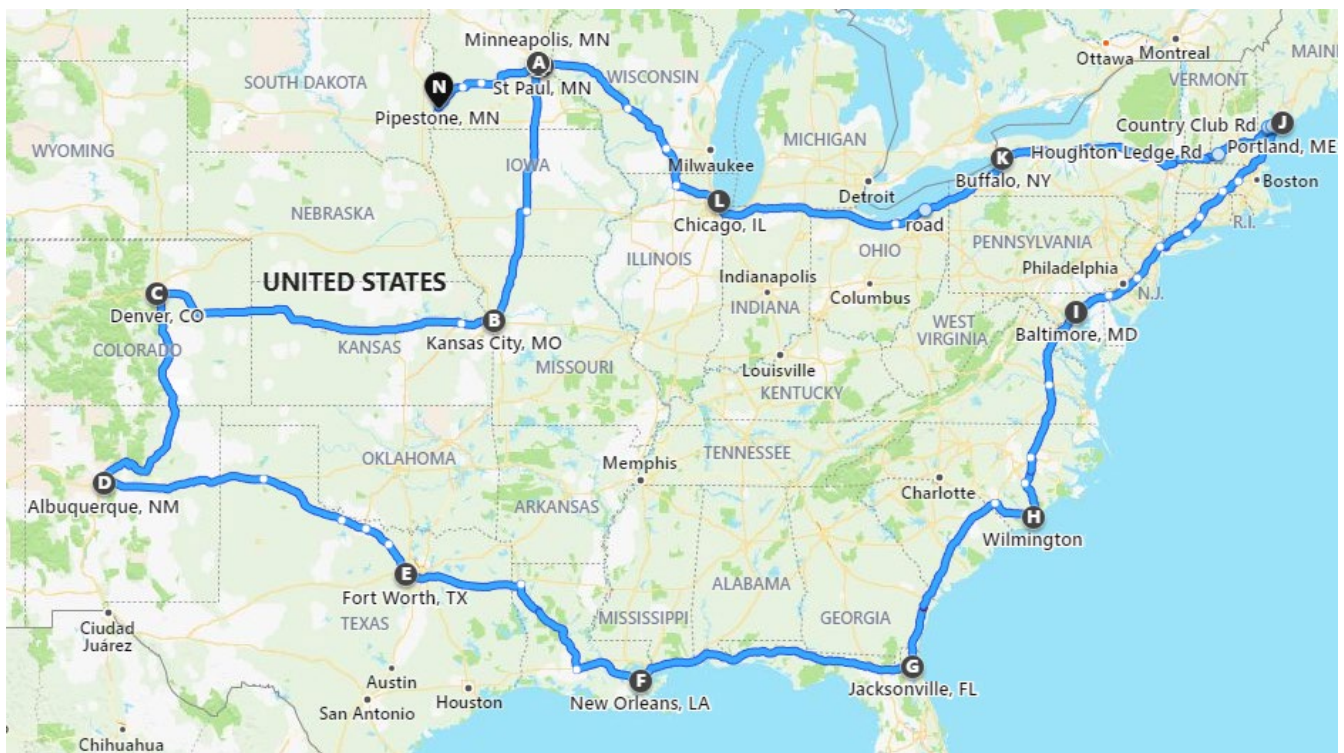 Ottawa
Montreal
MAIN
VERMONT
Minneapolis, MN
A
WISCONSIN
SOUTH DAKOTA
N
St Paul, MN
Pipestone, MN
MICHIGAN
Country Club Rd
J
WYOMING
IOWA
Milwaukee
K
Houghton Ledge Rd
Portland, ME
Buffalo, NY
Boston
Detroit
NEBRASKA
L
Chicago, IL
road
R.I.
OHIO
PENNSYLVANIA
ILLINOIS
UNITED STATES
Indianapolis
Philadelphia
C
INDIANA
Columbus
N.J.
Denver, CO
B
I
WEST
VIRGINIA
Baltimore, MD
COLORADO
KANSAS
Kansas City, MO
MISSOURI
Louisville
KENTUCKY
OKLAHOMA
Memphis
TENNESSEE
D
Charlotte
Albuquerque, NM
ARKANSAS
H
Wilmington
E
Fort Worth, TX
ALABAMA
TEXAS
MISSISSIPPI
GEORGIA
Ciudad
Juárez
G
Austin
F
Houston
New Orleans, LA
Jacksonville, FL
San Antonio
Chihuahua